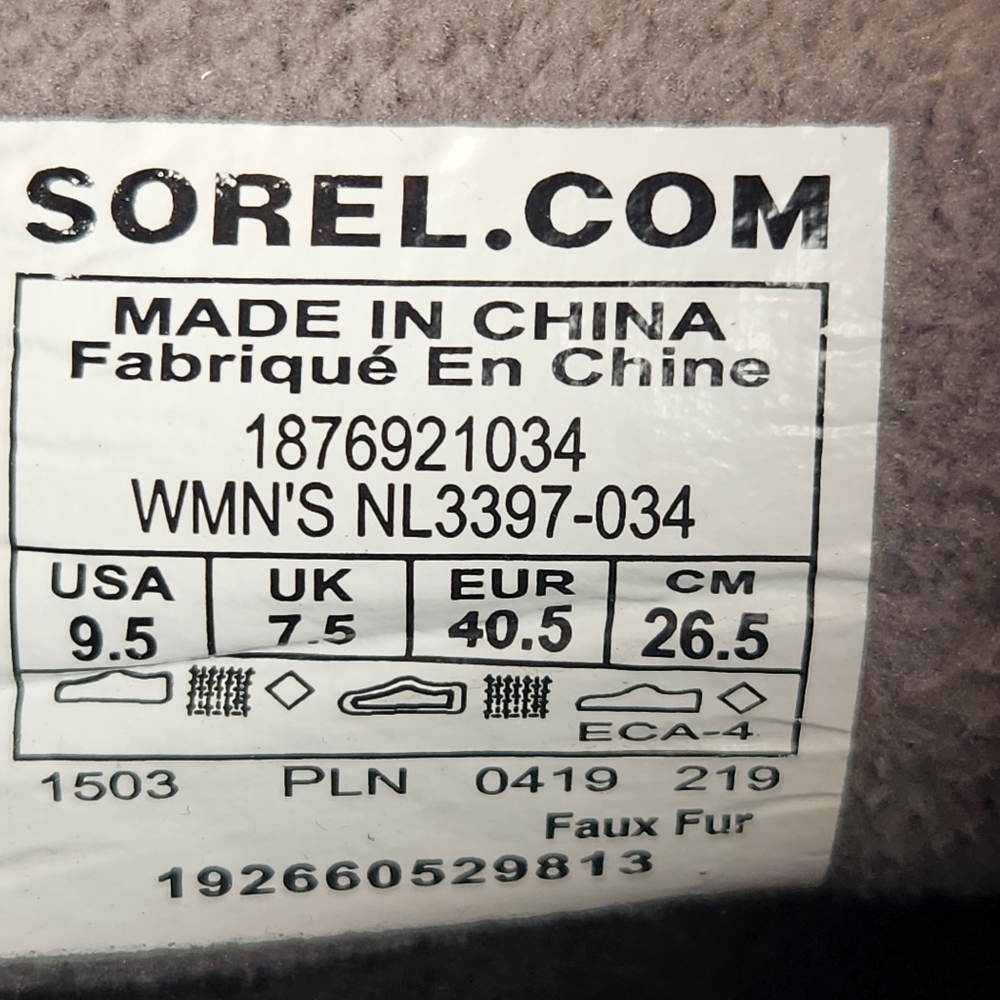 SOREL.COM
MADE IN CHINA
Fabriqué En Chine
1876921034
WMN'S NL3397-034
USA UK EUR CM
9.5 7.5 40.5 26.5
ECA-4
1503 PLN 0419 219
Faux Fur
192660529813